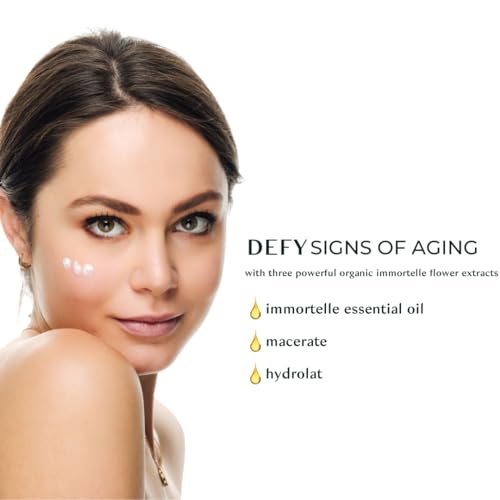 DEFY SIGNS OF AGING
with three powerful organic immortelle flower extracts
immortelle essential oil
macerate
hydrolat